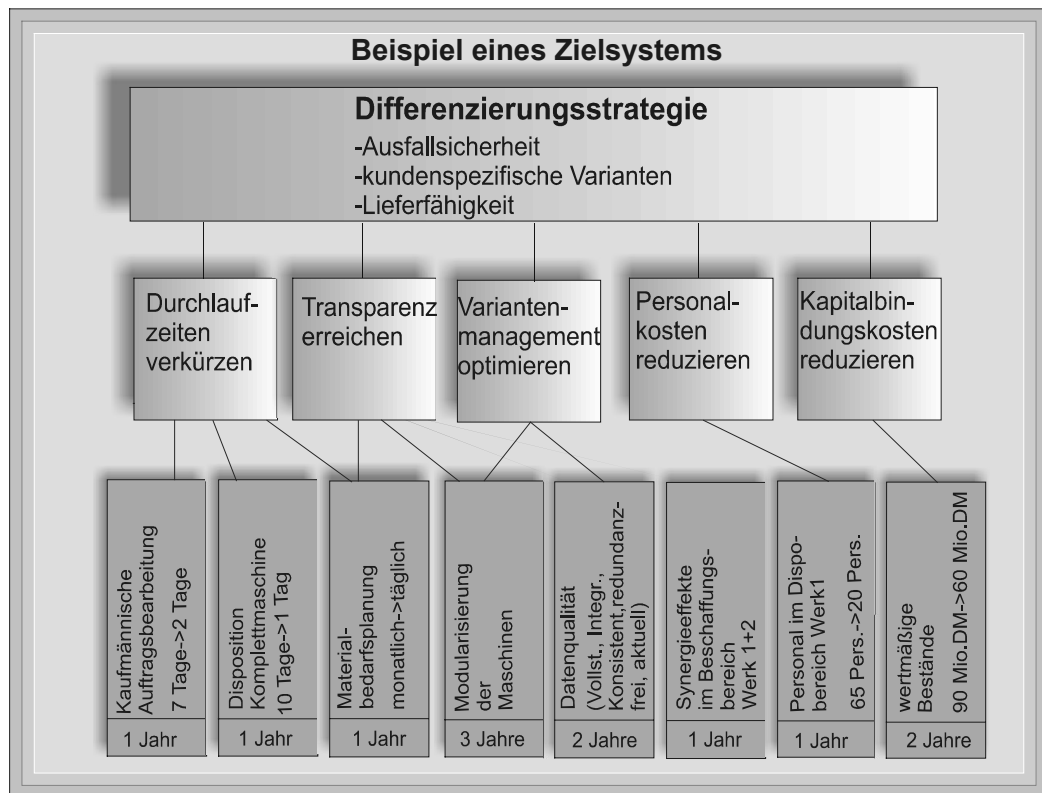 Beispiel eines Zielsystems
Differenzierungsstrategie
-Ausfallsicherheit
-kundenspezifische Varianten
-Lieferfähigkeit
Durchlauf-
zeiten
verkürzen
Transparenz
erreichen
Varianten-
management
optimieren
Personal-
kosten
reduzieren
Kapitalbin-
dungskosten
reduzieren
Kaufmännische
Auftragsbearbeitung
7 Tage->2 Tage
1 Jahr
Disposition
Komplettmaschine
10 Tage->1 Tag
1 Jahr
Material-
bedarfsplanung
monatlich->täglich
1 Jahr
Modularisierung
der
Maschinen
3 Jahre
Datenqualität
(Vollst., Integr.,
Konsistent,redundanz-
frei, aktuell)
2 Jahre
Synergieeffekte
im Beschaffungs-
bereich
Werk 1+2
1 Jahr
Personal im Dispo-
bereich Werk1
65 Pers.->20 Pers.
1 Jahr
wertmäßige
Bestände
90 Mio.DM->60 Mio.DM
2 Jahre